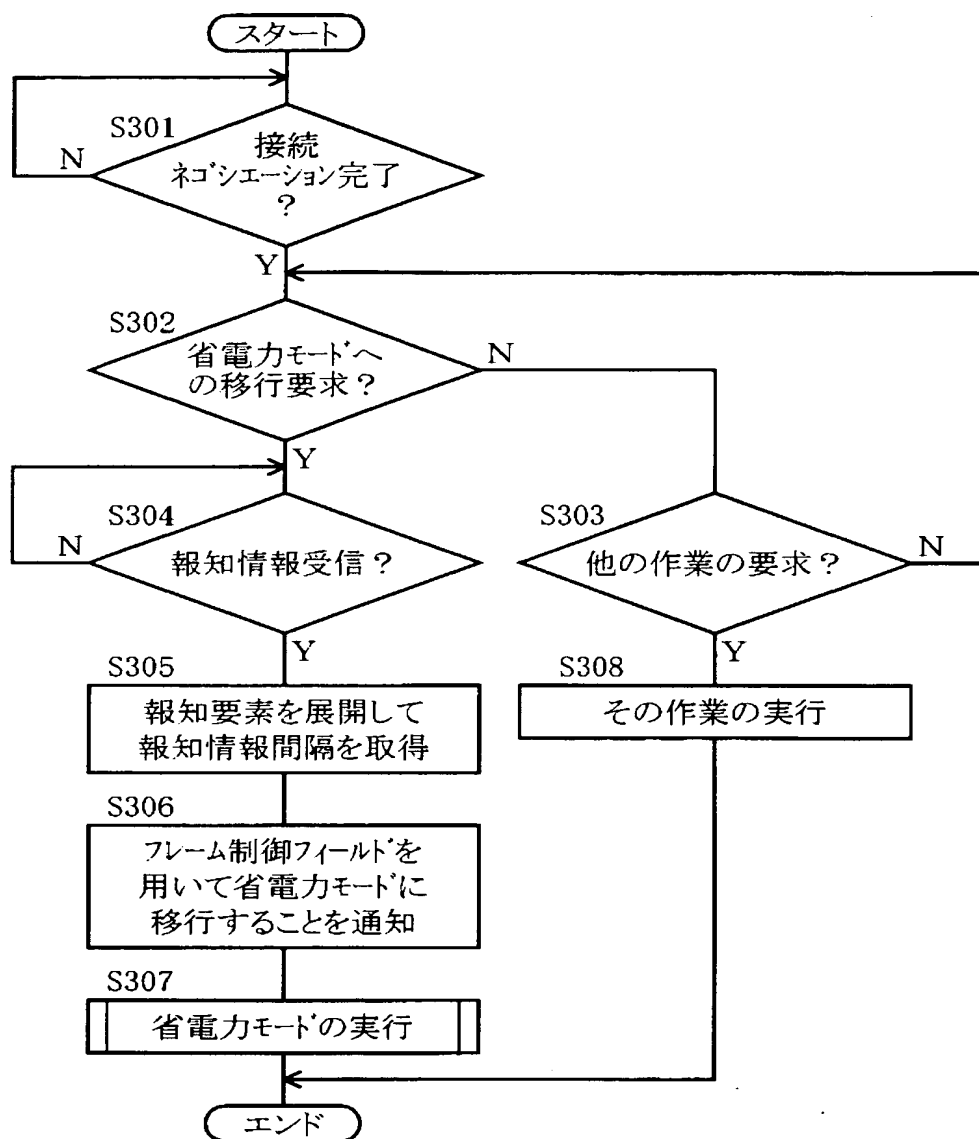 スタート
S301
接続
ネゴシエーション完了
?
N
Y
S302
省電力モードへ
の移行要求?
N
Y
S304
報知情報受信?
N
Y
S303
他の作業の要求?
N
Y
S305
報知要素を展開して
報知情報間隔を取得
S308
その作業の実行
S306
フレーム制御フィールドを
用いて省電力モードに
移行することを通知
S307
省電力モードの実行
エンド